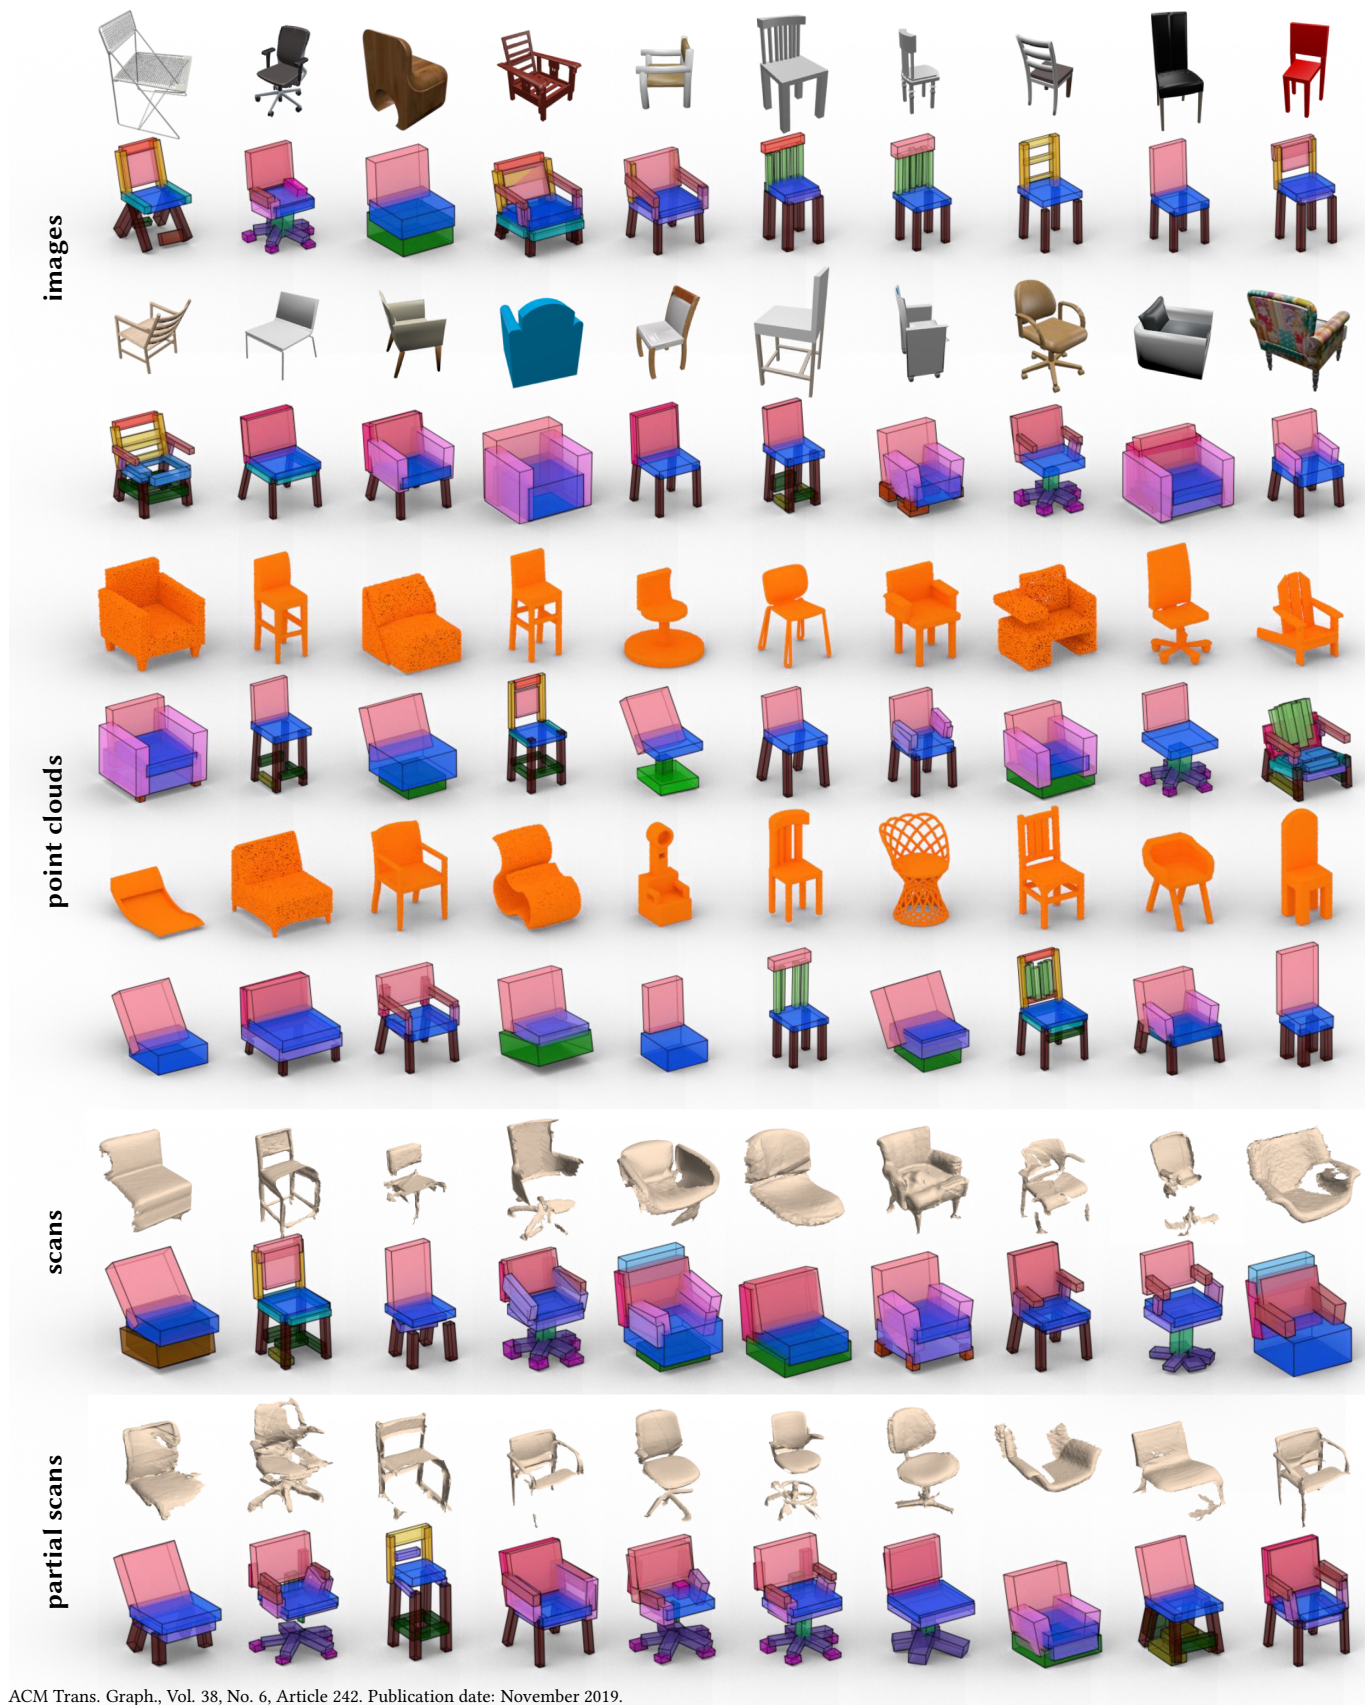 images
point clouds
scans
partial scans
ACM Trans. Graph., Vol. 38, No. 6, Article 242. Publication date: November 2019.